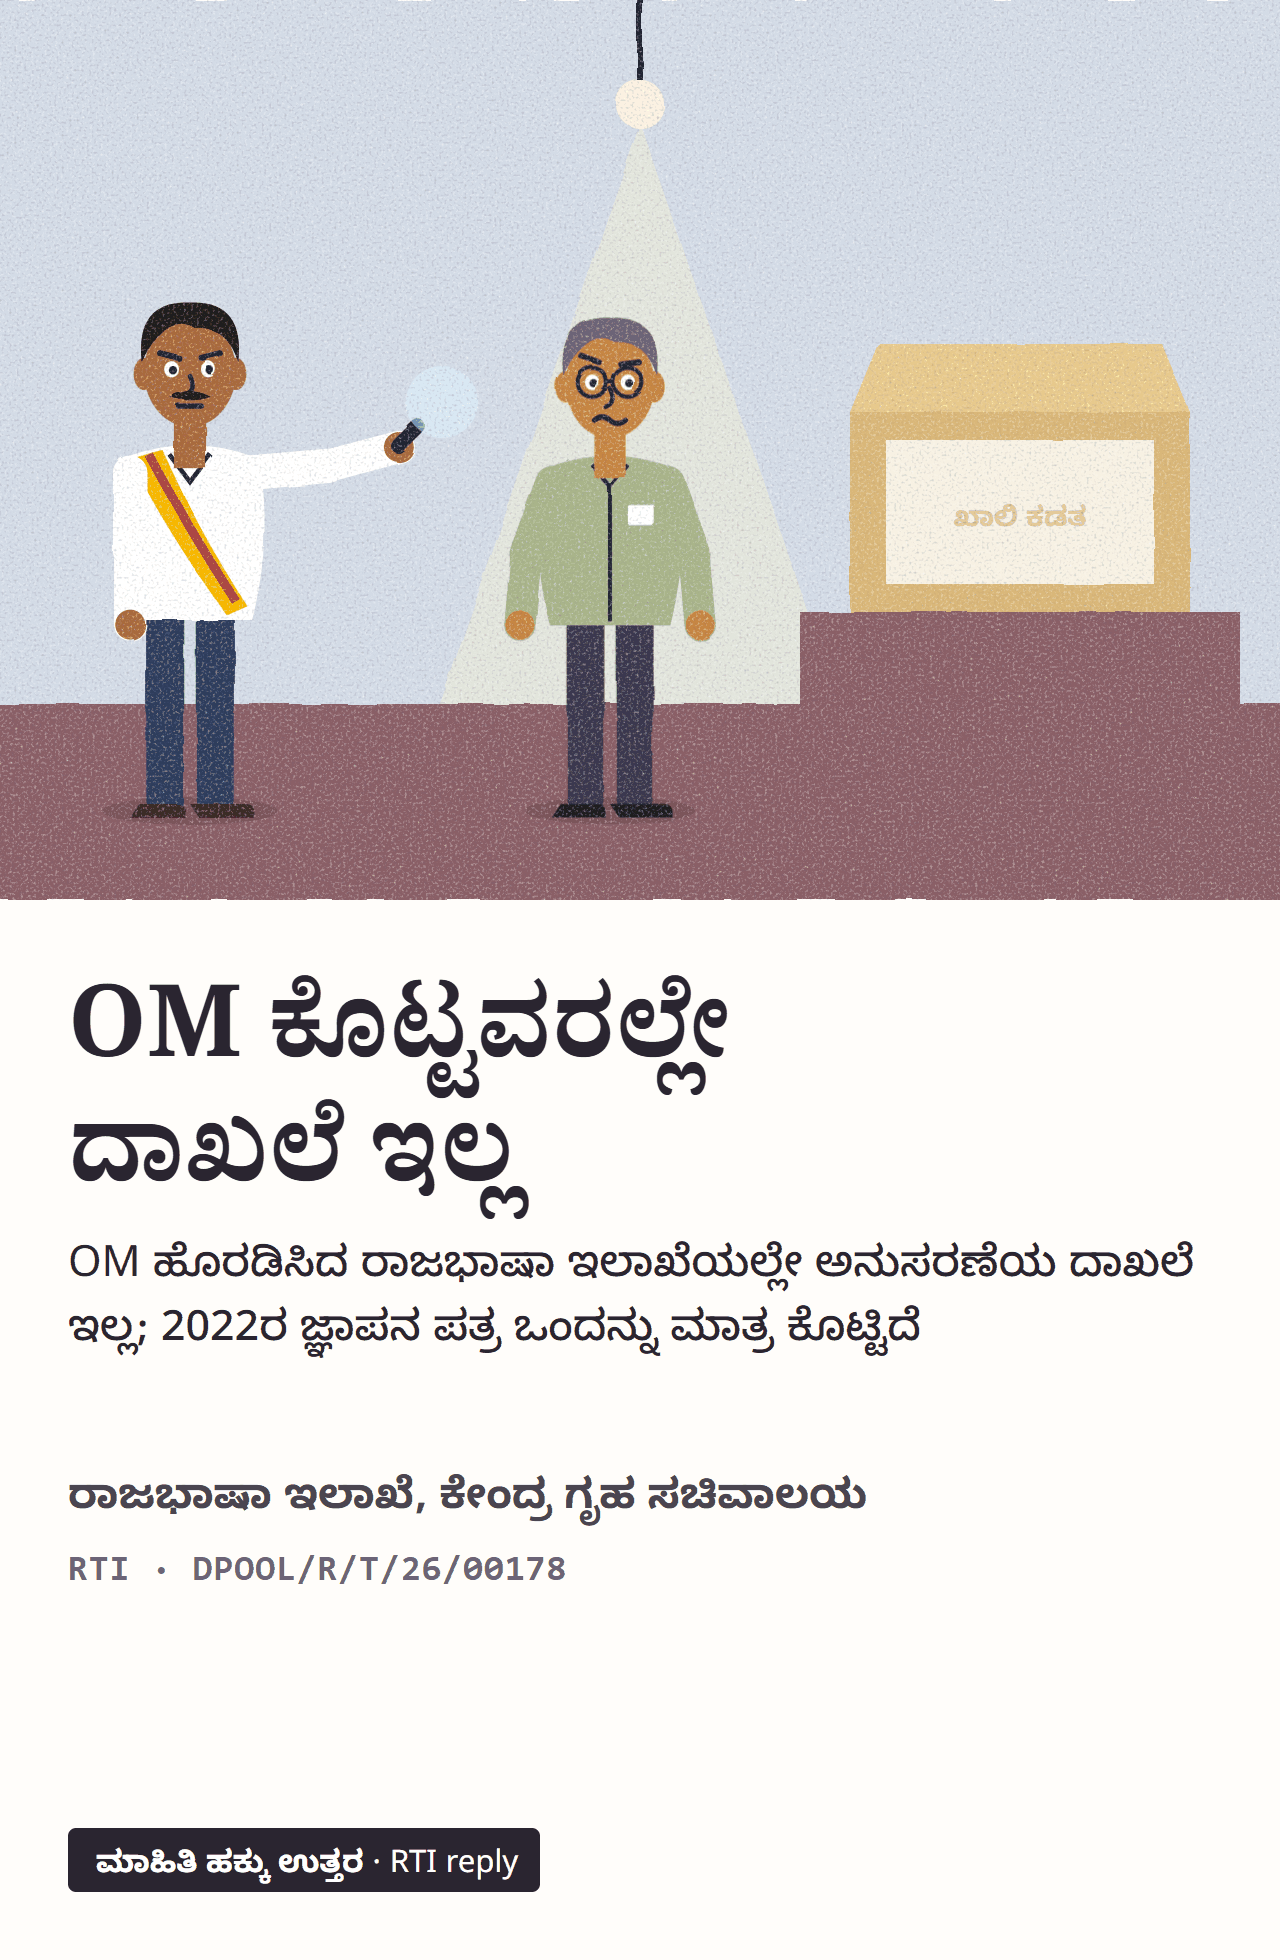 ಖಾಲಿ ಕಡತ
OM ಕೊಟ್ಟವರಲ್ಲೇ
ದಾಖಲೆ ಇಲ್ಲ
OM ಹೊರಡಿಸಿದ ರಾಜಭಾಷಾ ಇಲಾಖೆಯಲ್ಲೇ ಅನುಸರಣೆಯ ದಾಖಲೆ
ಇಲ್ಲ; 2022ರ ಜ್ಞಾಪನ ಪತ್ರ ಒಂದನ್ನು ಮಾತ್ರ ಕೊಟ್ಟಿದೆ
ರಾಜಭಾಷಾ ಇಲಾಖೆ, ಕೇಂದ್ರ ಗೃಹ ಸಚಿವಾಲಯ
RTI · DPOOL/R/T/26/00178
ಮಾಹಿತಿ ಹಕ್ಕು ಉತ್ತರ · RTI reply